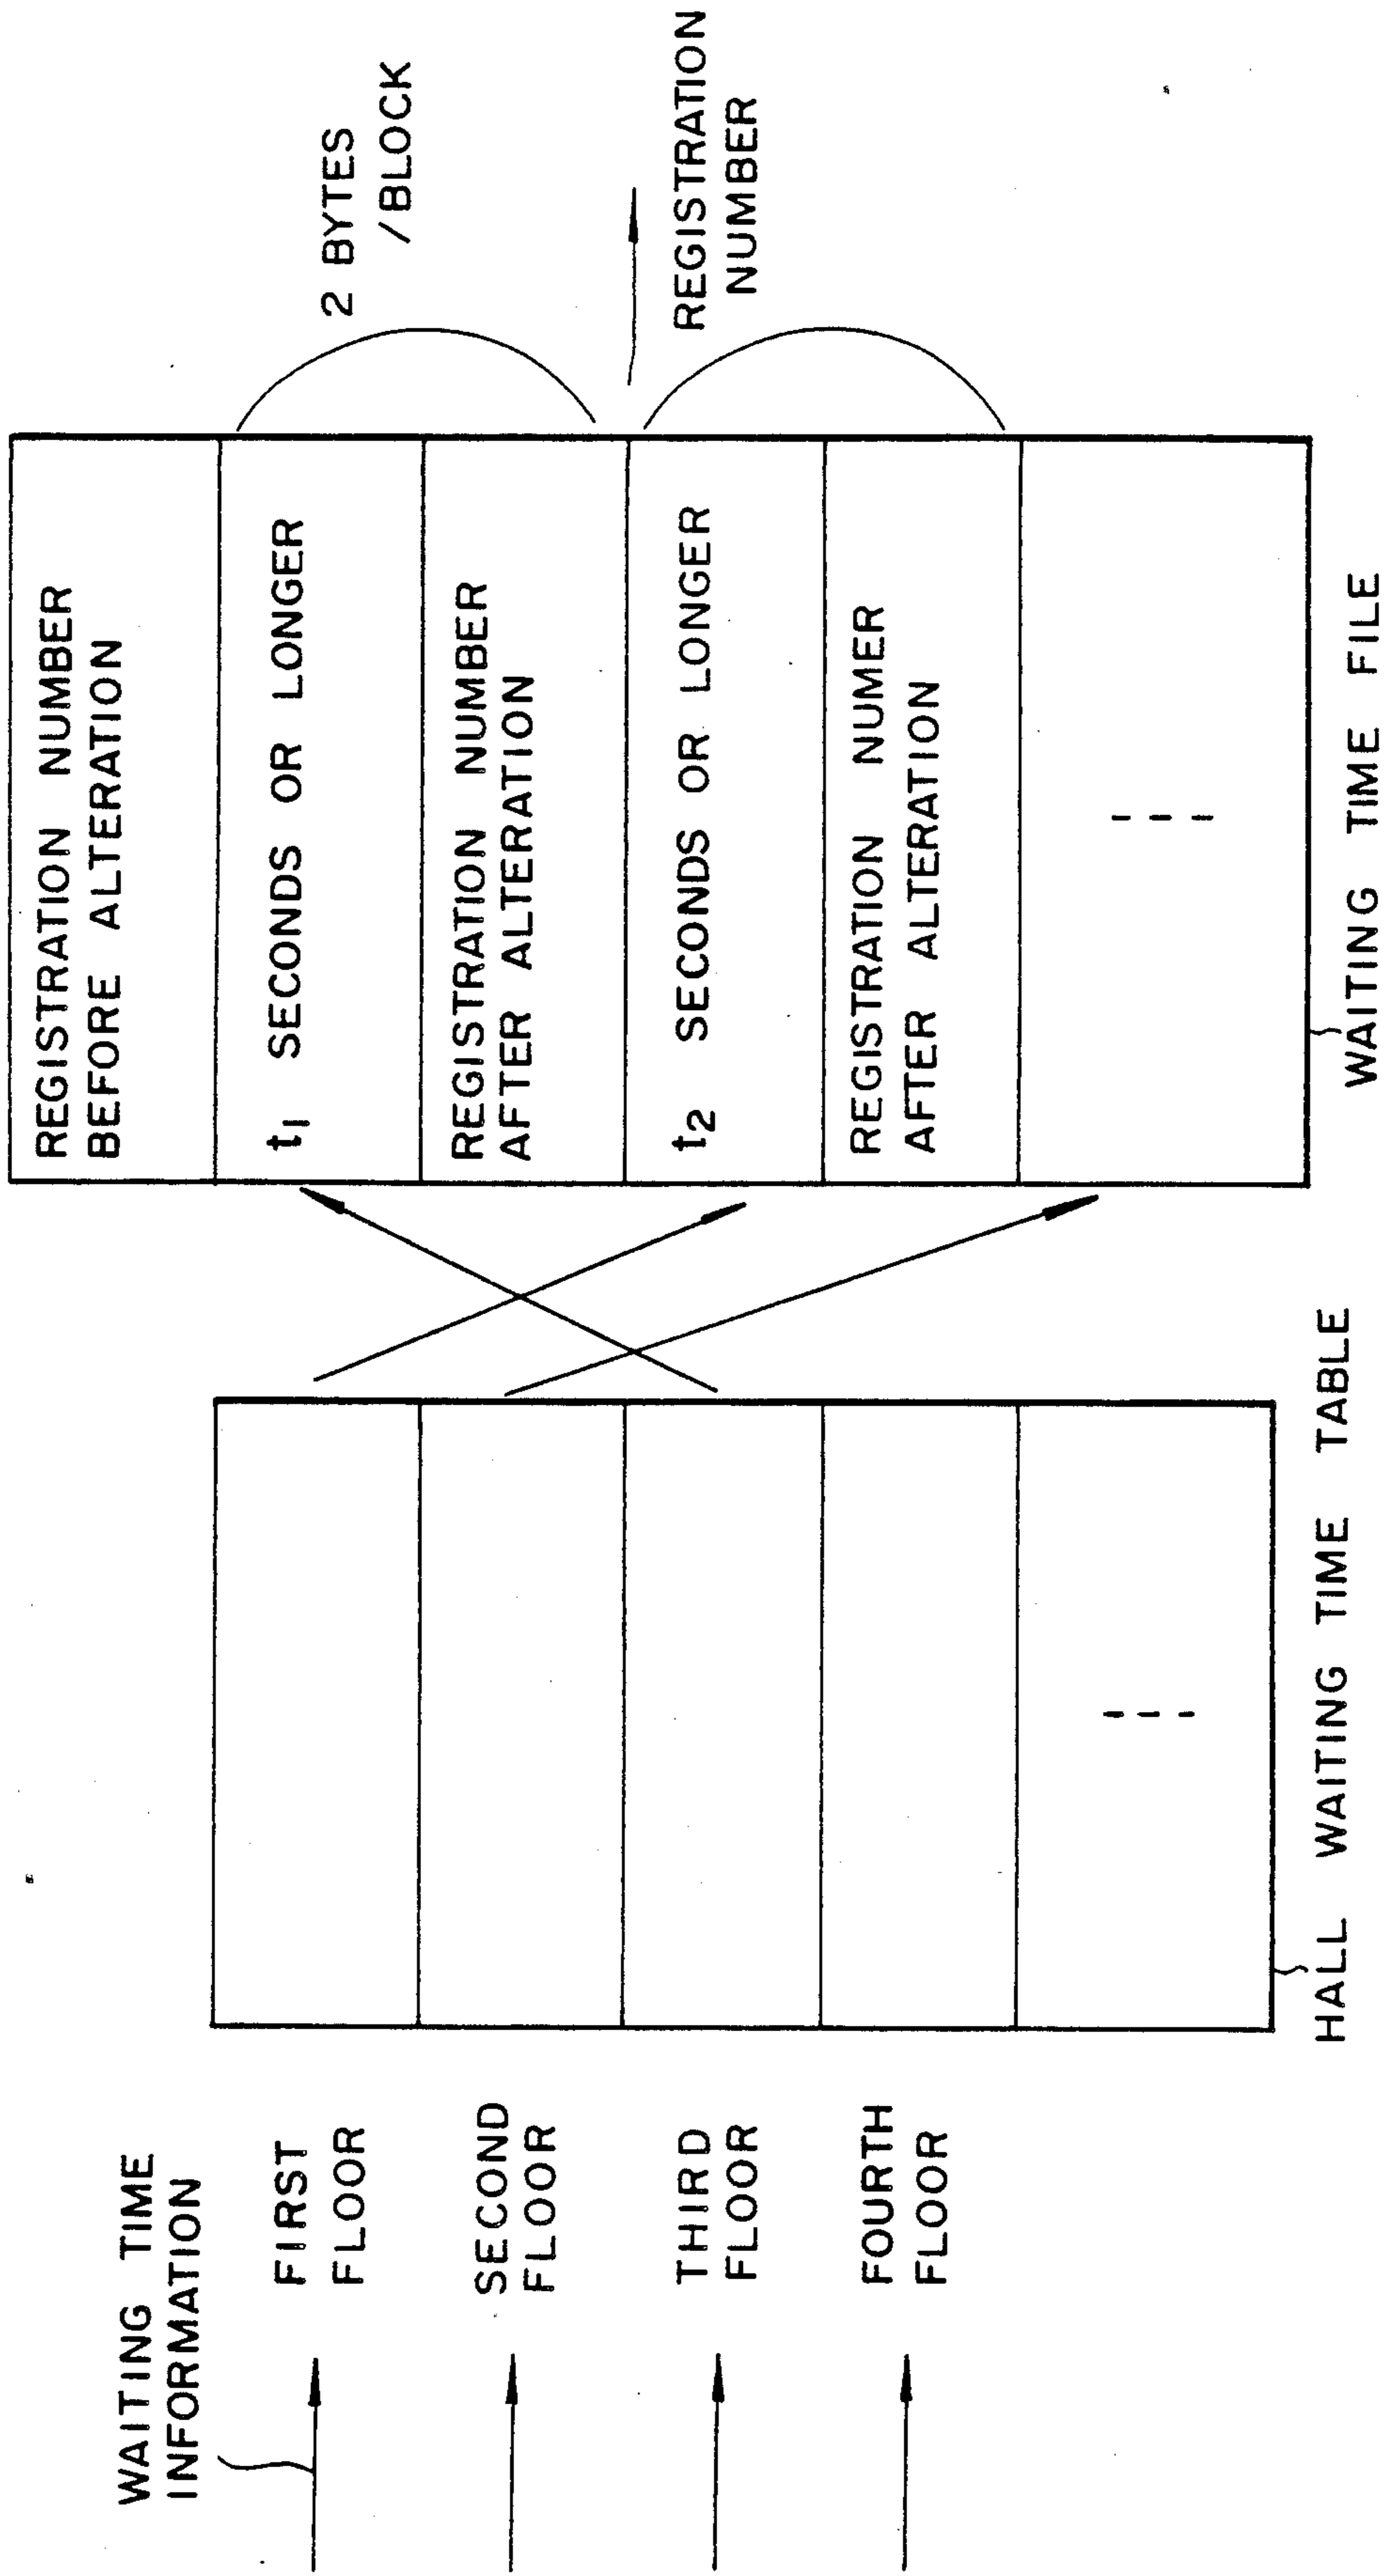 WAITING TIME
INFORMATION
FIRST
FLOOR
SECOND
FLOOR
THIRD
FLOOR
FOURTH
FLOOR
HALL WAITING TIME TABLE
REGISTRATION NUMBER
BEFORE ALTERATION
t1 SECONDS OR LONGER
REGISTRATION NUMBER
AFTER ALTERATION
t2 SECONDS OR LONGER
REGISTRATION NUMER
AFTER ALTERATION
WAITING TIME FILE
2 BYTES
/BLOCK
REGISTRATION
NUMBER